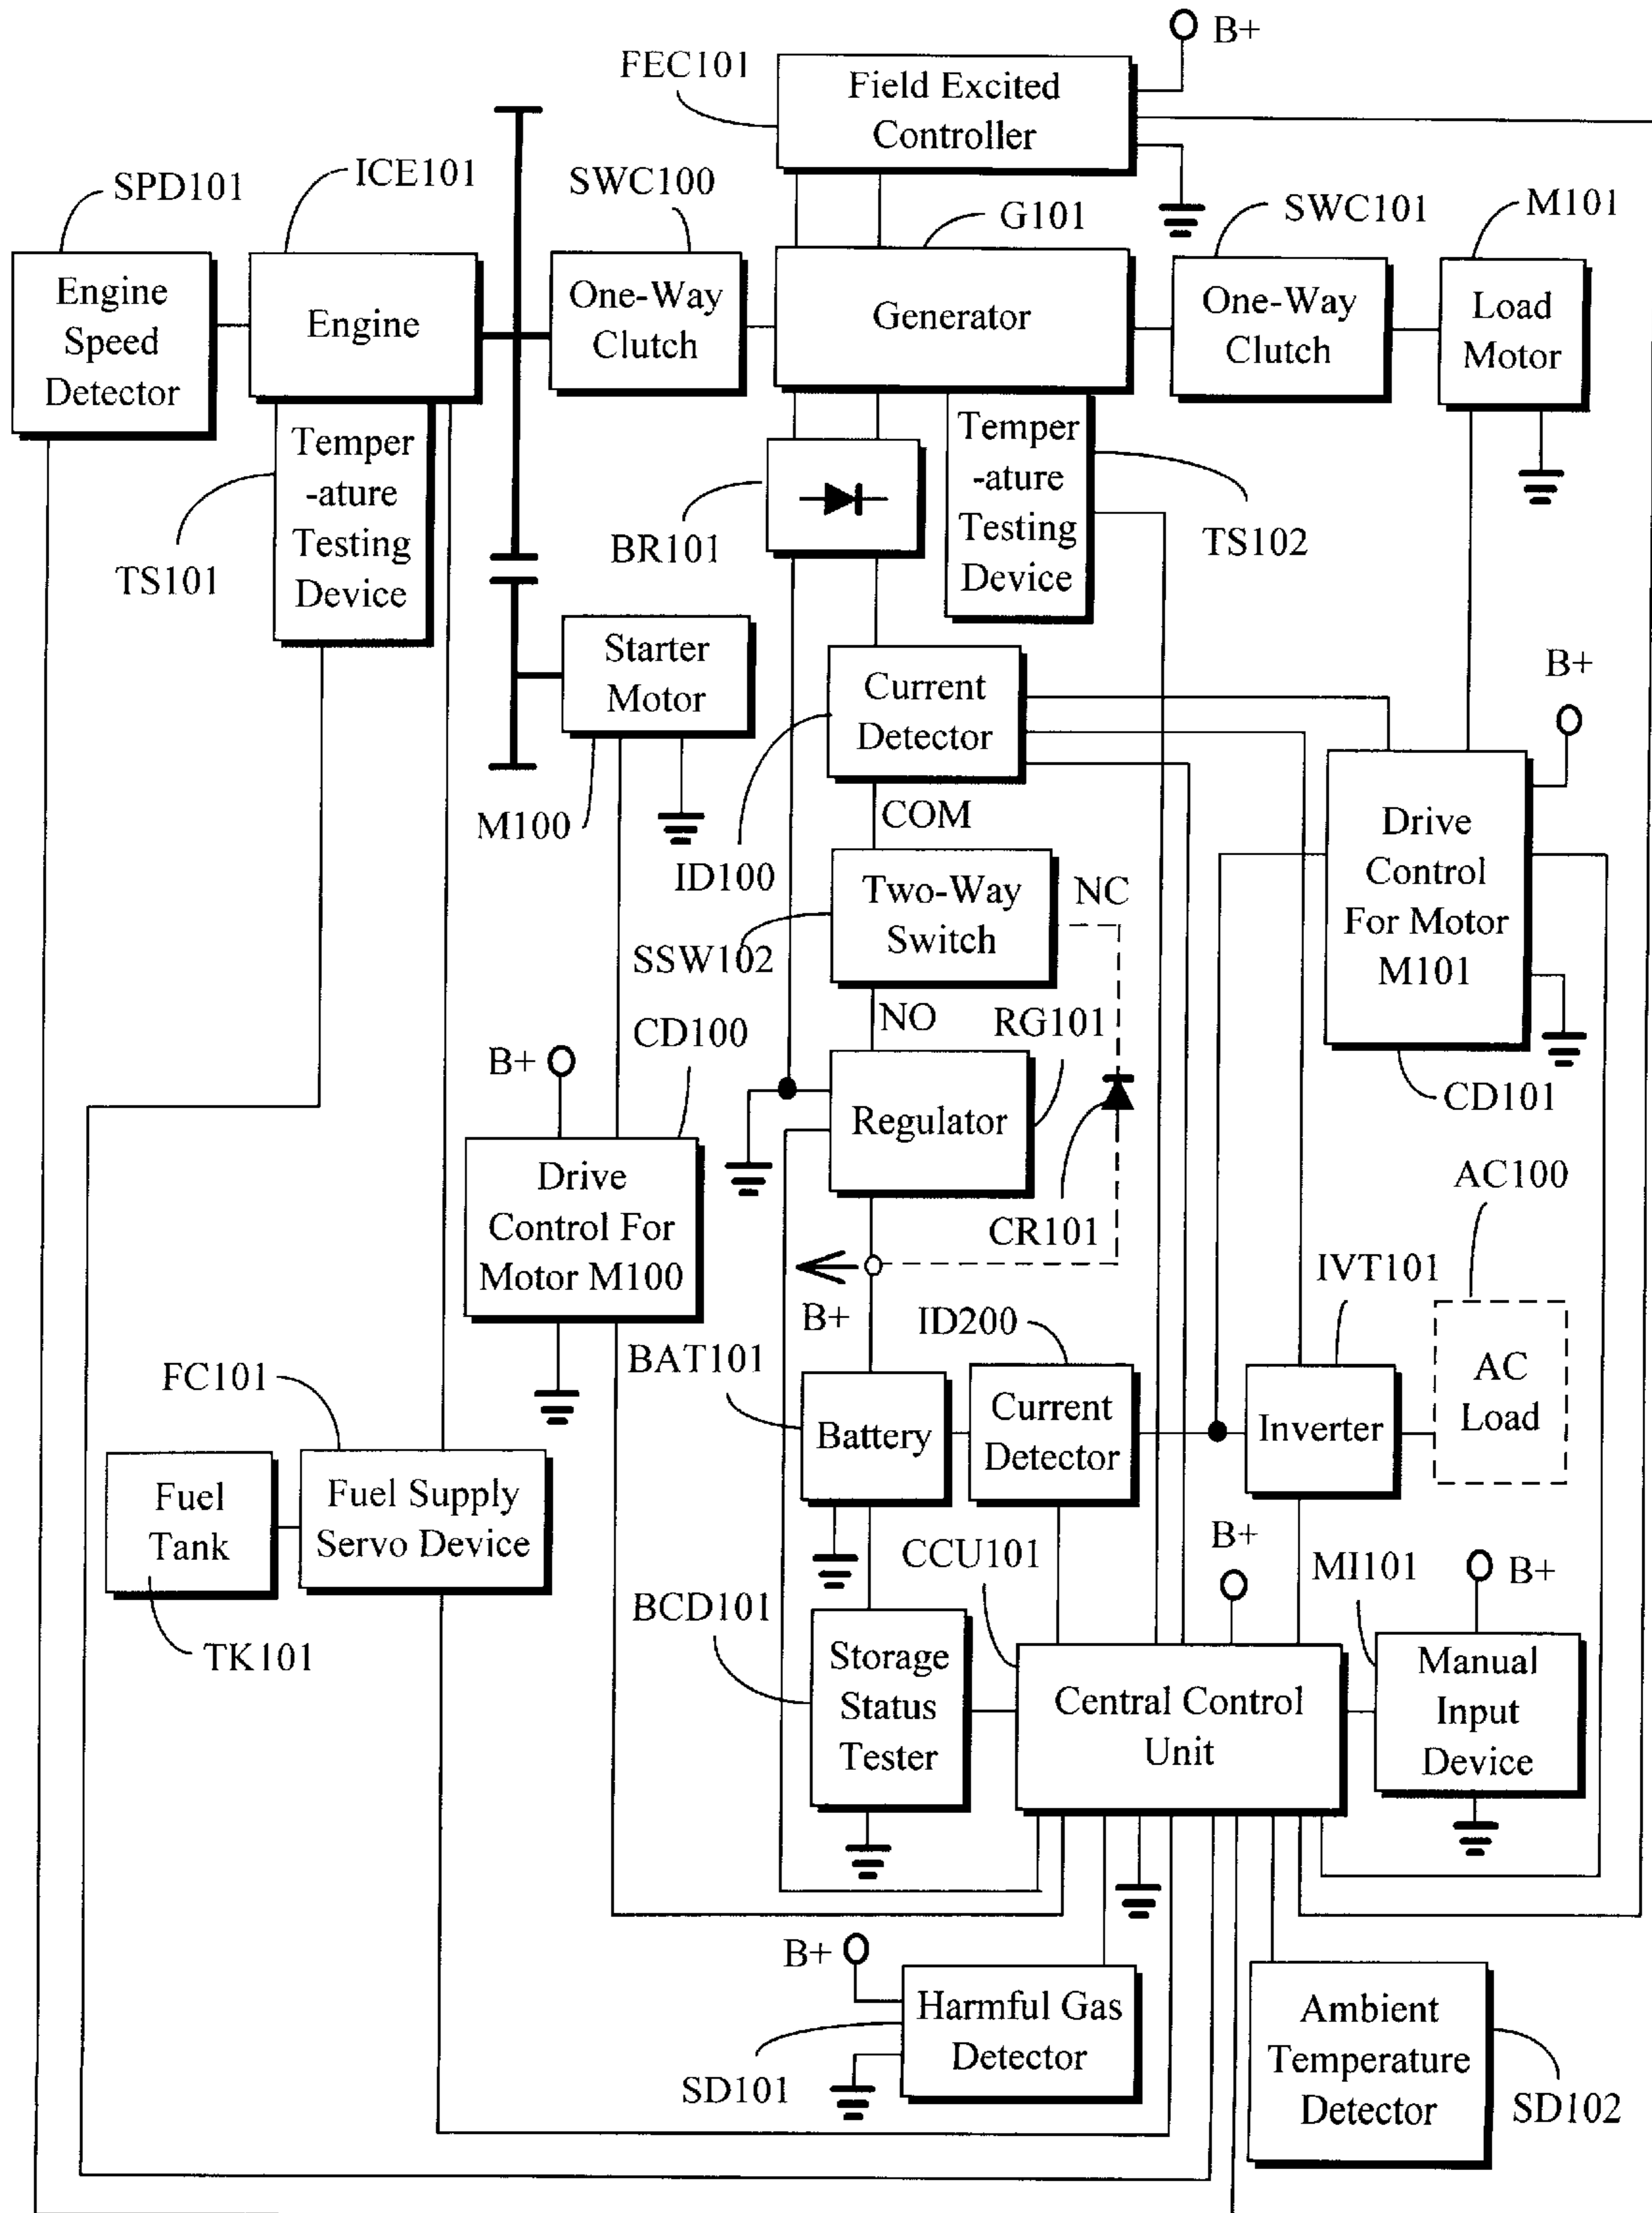 B+
FEC101
Field Excited
Controller
SPD101
ICE101
SWC100
G101
SWC101
M101
Engine
Speed
Detector
Engine
One-Way
Clutch
Generator
One-Way
Clutch
Load
Motor
Temper
-ature
Testing
Device
TS101
BR101
Temper
-ature
Testing
Device
TS102
Starter
Motor
M100
Current
Detector
ID100
COM
B+
Two-Way
Switch
SSW102
NC
NO
Drive
Control
For Motor
M101
CD101
B+
CD100
RG101
Regulator
CR101
Drive
Control For
Motor M100
B+
AC100
IVT101
AC
Load
ID200
BAT101
Battery
Current
Detector
Inverter
FC101
Fuel
Tank
Fuel Supply
Servo Device
TK101
BCD101
CCU101
B+
MI101
B+
Storage
Status
Tester
Central Control
Unit
Manual
Input
Device
B+
Harmful Gas
Detector
SD101
Ambient
Temperature
Detector
SD102